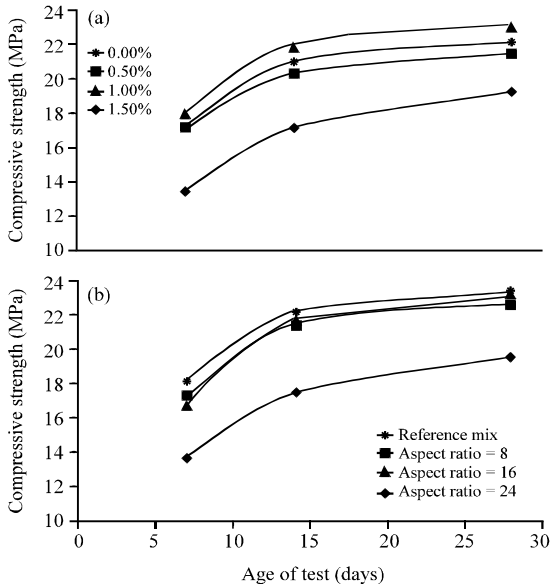 (a)
24
22
20
18
16
14
12
10
Compressive strength (MPa)
0.00%
0.50%
1.00%
1.50%
(b)
24
22
20
18
16
14
12
10
Compressive strength (MPa)
Reference mix
Aspect ratio = 8
Aspect ratio = 16
Aspect ratio = 24
0 5 10 15 20 25 30
Age of test (days)